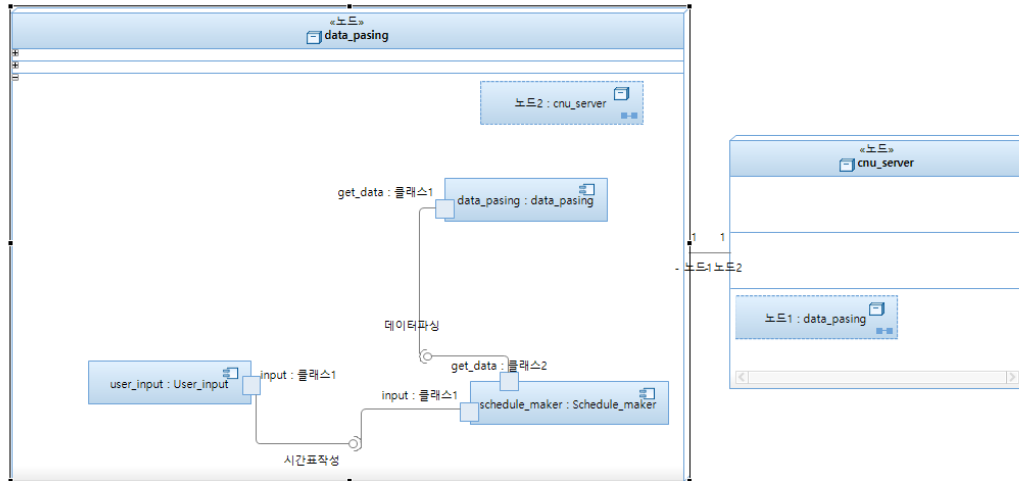 «노드»
data_pasing
노드2 : cnu_server
«노드»
cnu_server
get_data : 클래스1
data_pasing : data_pasing
1
1
- 노드1
- 노드2
노드1 : data_pasing
데이터파싱
get_data : 클래스2
user_input : User_input
input : 클래스1
input : 클래스1
schedule_maker : Schedule_maker
시간표작성